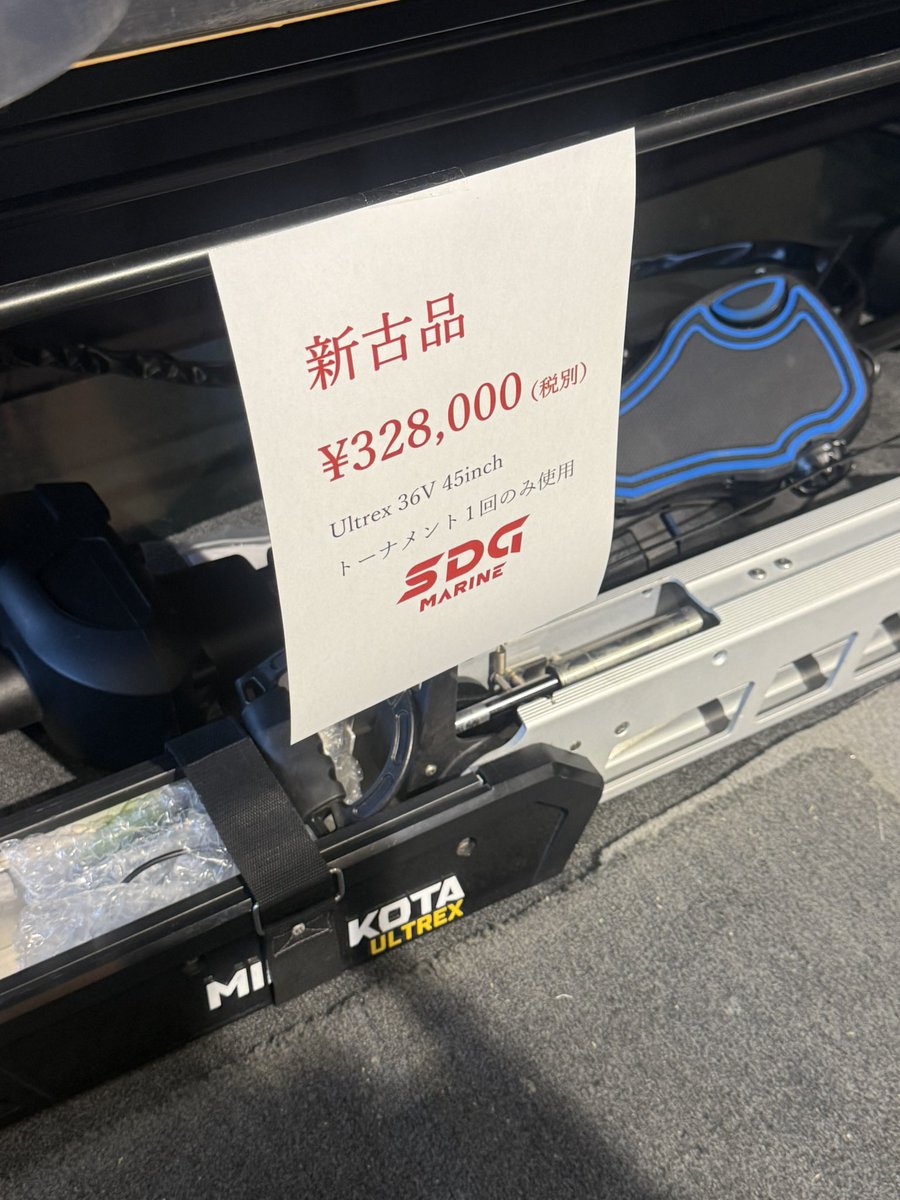 新古品
¥328,000 (税別)
Ultrex 36V 45inch
トーナメント1回のみ使用
SDG
MARINE
MI
KOTA
ULTREX